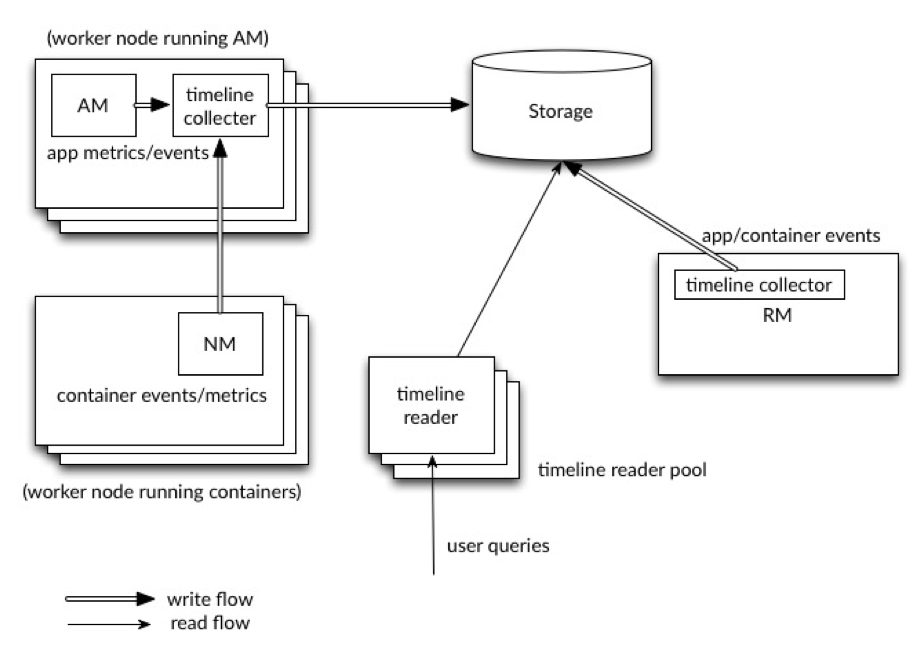 (worker node running AM)
AM
timeline
collecter
app metrics/events
Storage
app/container events
timeline collector
RM
NM
container events/metrics
(worker node running containers)
timeline
reader
timeline reader pool
user queries
write flow
read flow